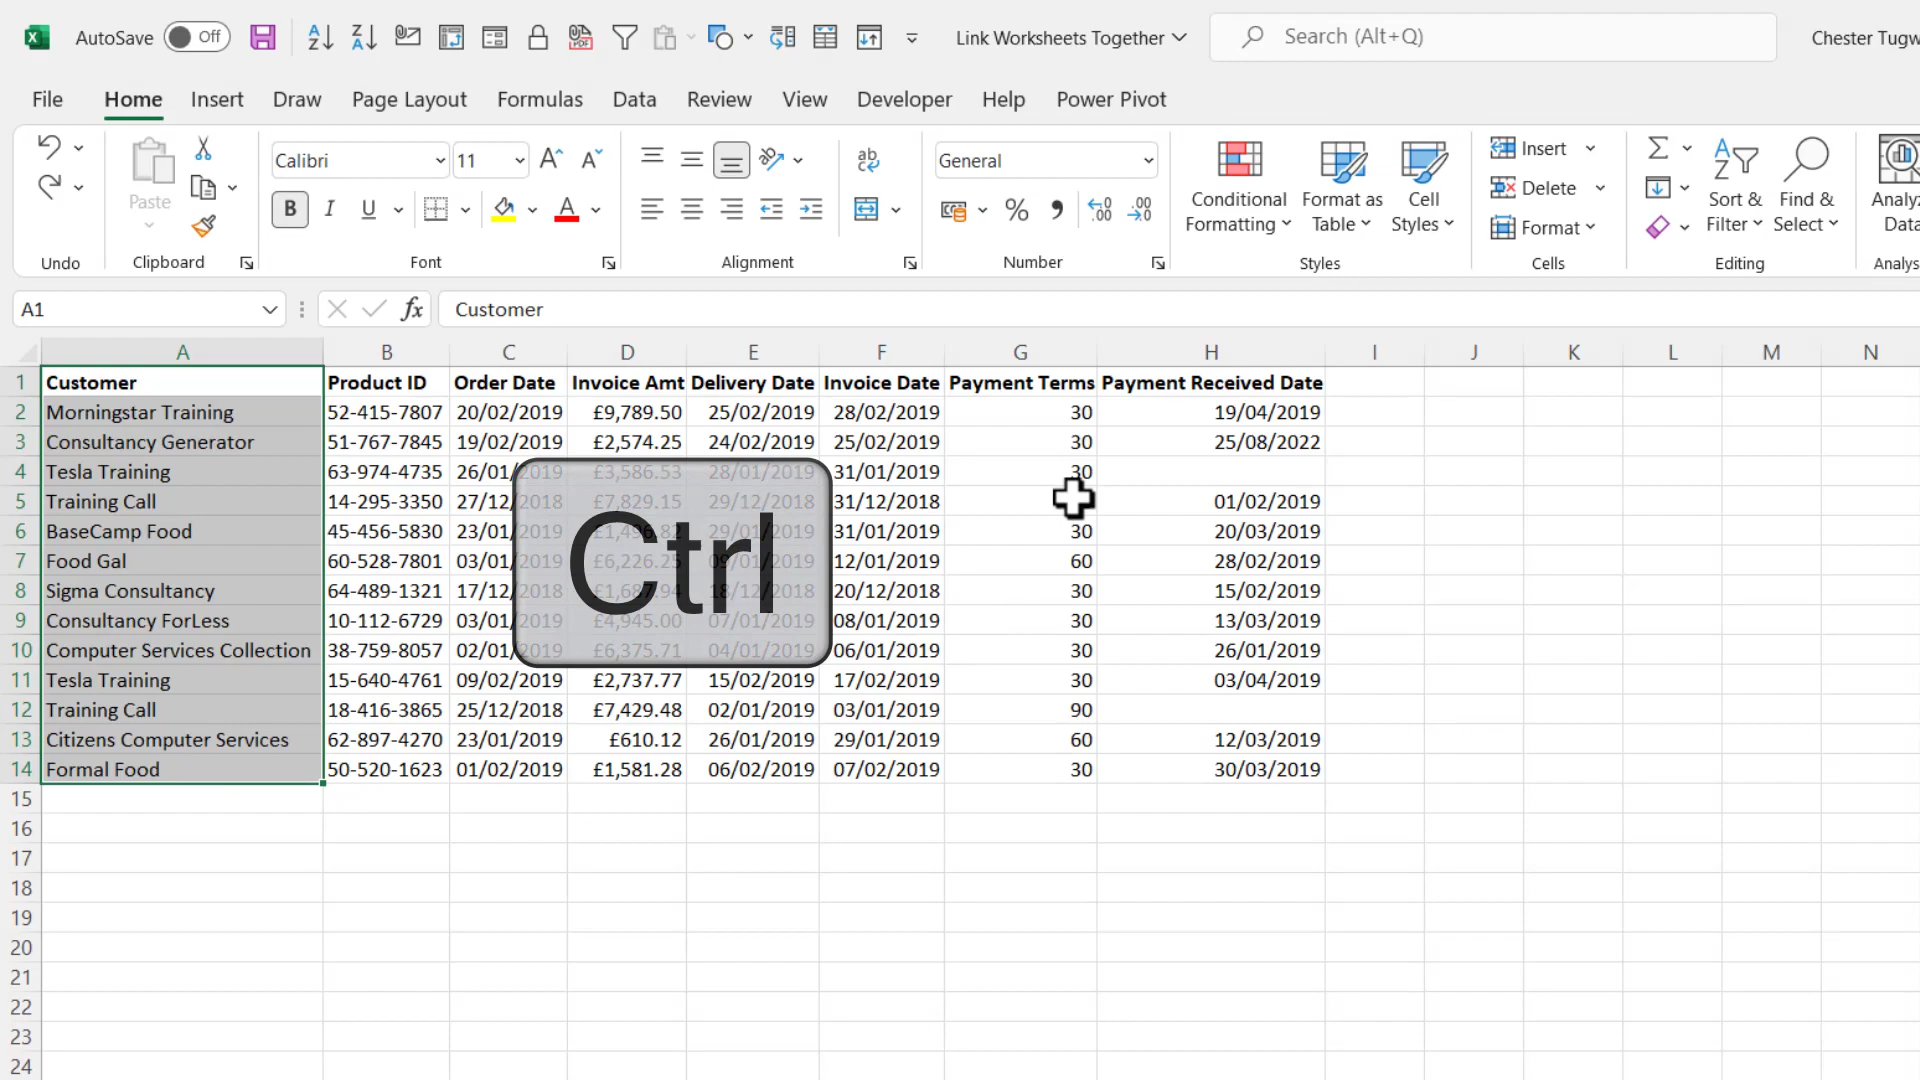 AutoSave Off Link Worksheets Together Search (Alt+Q) Chester Tugw
File Home Insert Draw Page Layout Formulas Data Review View Developer Help Power Pivot
Paste Calibri 11 General Conditional Formatting Format as Table Cell Styles Insert Delete Format Sort & Filter Find & Select Analyz Data
Undo Clipboard Font Alignment Number Styles Cells Editing Analys
A1 fx Customer
A B C D E F G H I J K L M N
1 Customer Product ID Order Date Invoice Amt Delivery Date Invoice Date Payment Terms Payment Received Date
2 Morningstar Training 52-415-7807 20/02/2019 £9,789.50 25/02/2019 28/02/2019 30 19/04/2019
3 Consultancy Generator 51-767-7845 19/02/2019 £2,574.25 24/02/2019 25/02/2019 30 25/08/2022
4 Tesla Training 63-974-4735 26/01/2019 £3,586.53 28/01/2019 31/01/2019 30
5 Training Call 14-295-3350 27/12/2018 £7,829.15 29/12/2018 31/12/2018 01/02/2019
6 BaseCamp Food 45-456-5830 23/01/2019 £1,496.82 29/01/2019 31/01/2019 30 20/03/2019
7 Food Gal 60-528-7801 03/01/2019 £6,226.25 09/01/2019 12/01/2019 60 28/02/2019
8 Sigma Consultancy 64-489-1321 17/12/2018 £1,687.94 18/12/2018 20/12/2018 30 15/02/2019
9 Consultancy ForLess 10-112-6729 03/01/2019 £4,945.00 07/01/2019 08/01/2019 30 13/03/2019
10 Computer Services Collection 38-759-8057 02/01/2019 £6,375.71 04/01/2019 06/01/2019 30 26/01/2019
Ctrl
11 Tesla Training 15-640-4761 09/02/2019 £2,737.77 15/02/2019 17/02/2019 30 03/04/2019
12 Training Call 18-416-3865 25/12/2018 £7,429.48 02/01/2019 03/01/2019 90
13 Citizens Computer Services 62-897-4270 23/01/2019 £610.12 26/01/2019 29/01/2019 60 12/03/2019
14 Formal Food 50-520-1623 01/02/2019 £1,581.28 06/02/2019 07/02/2019 30 30/03/2019
15
16
17
18
19
20
21
22
23
24